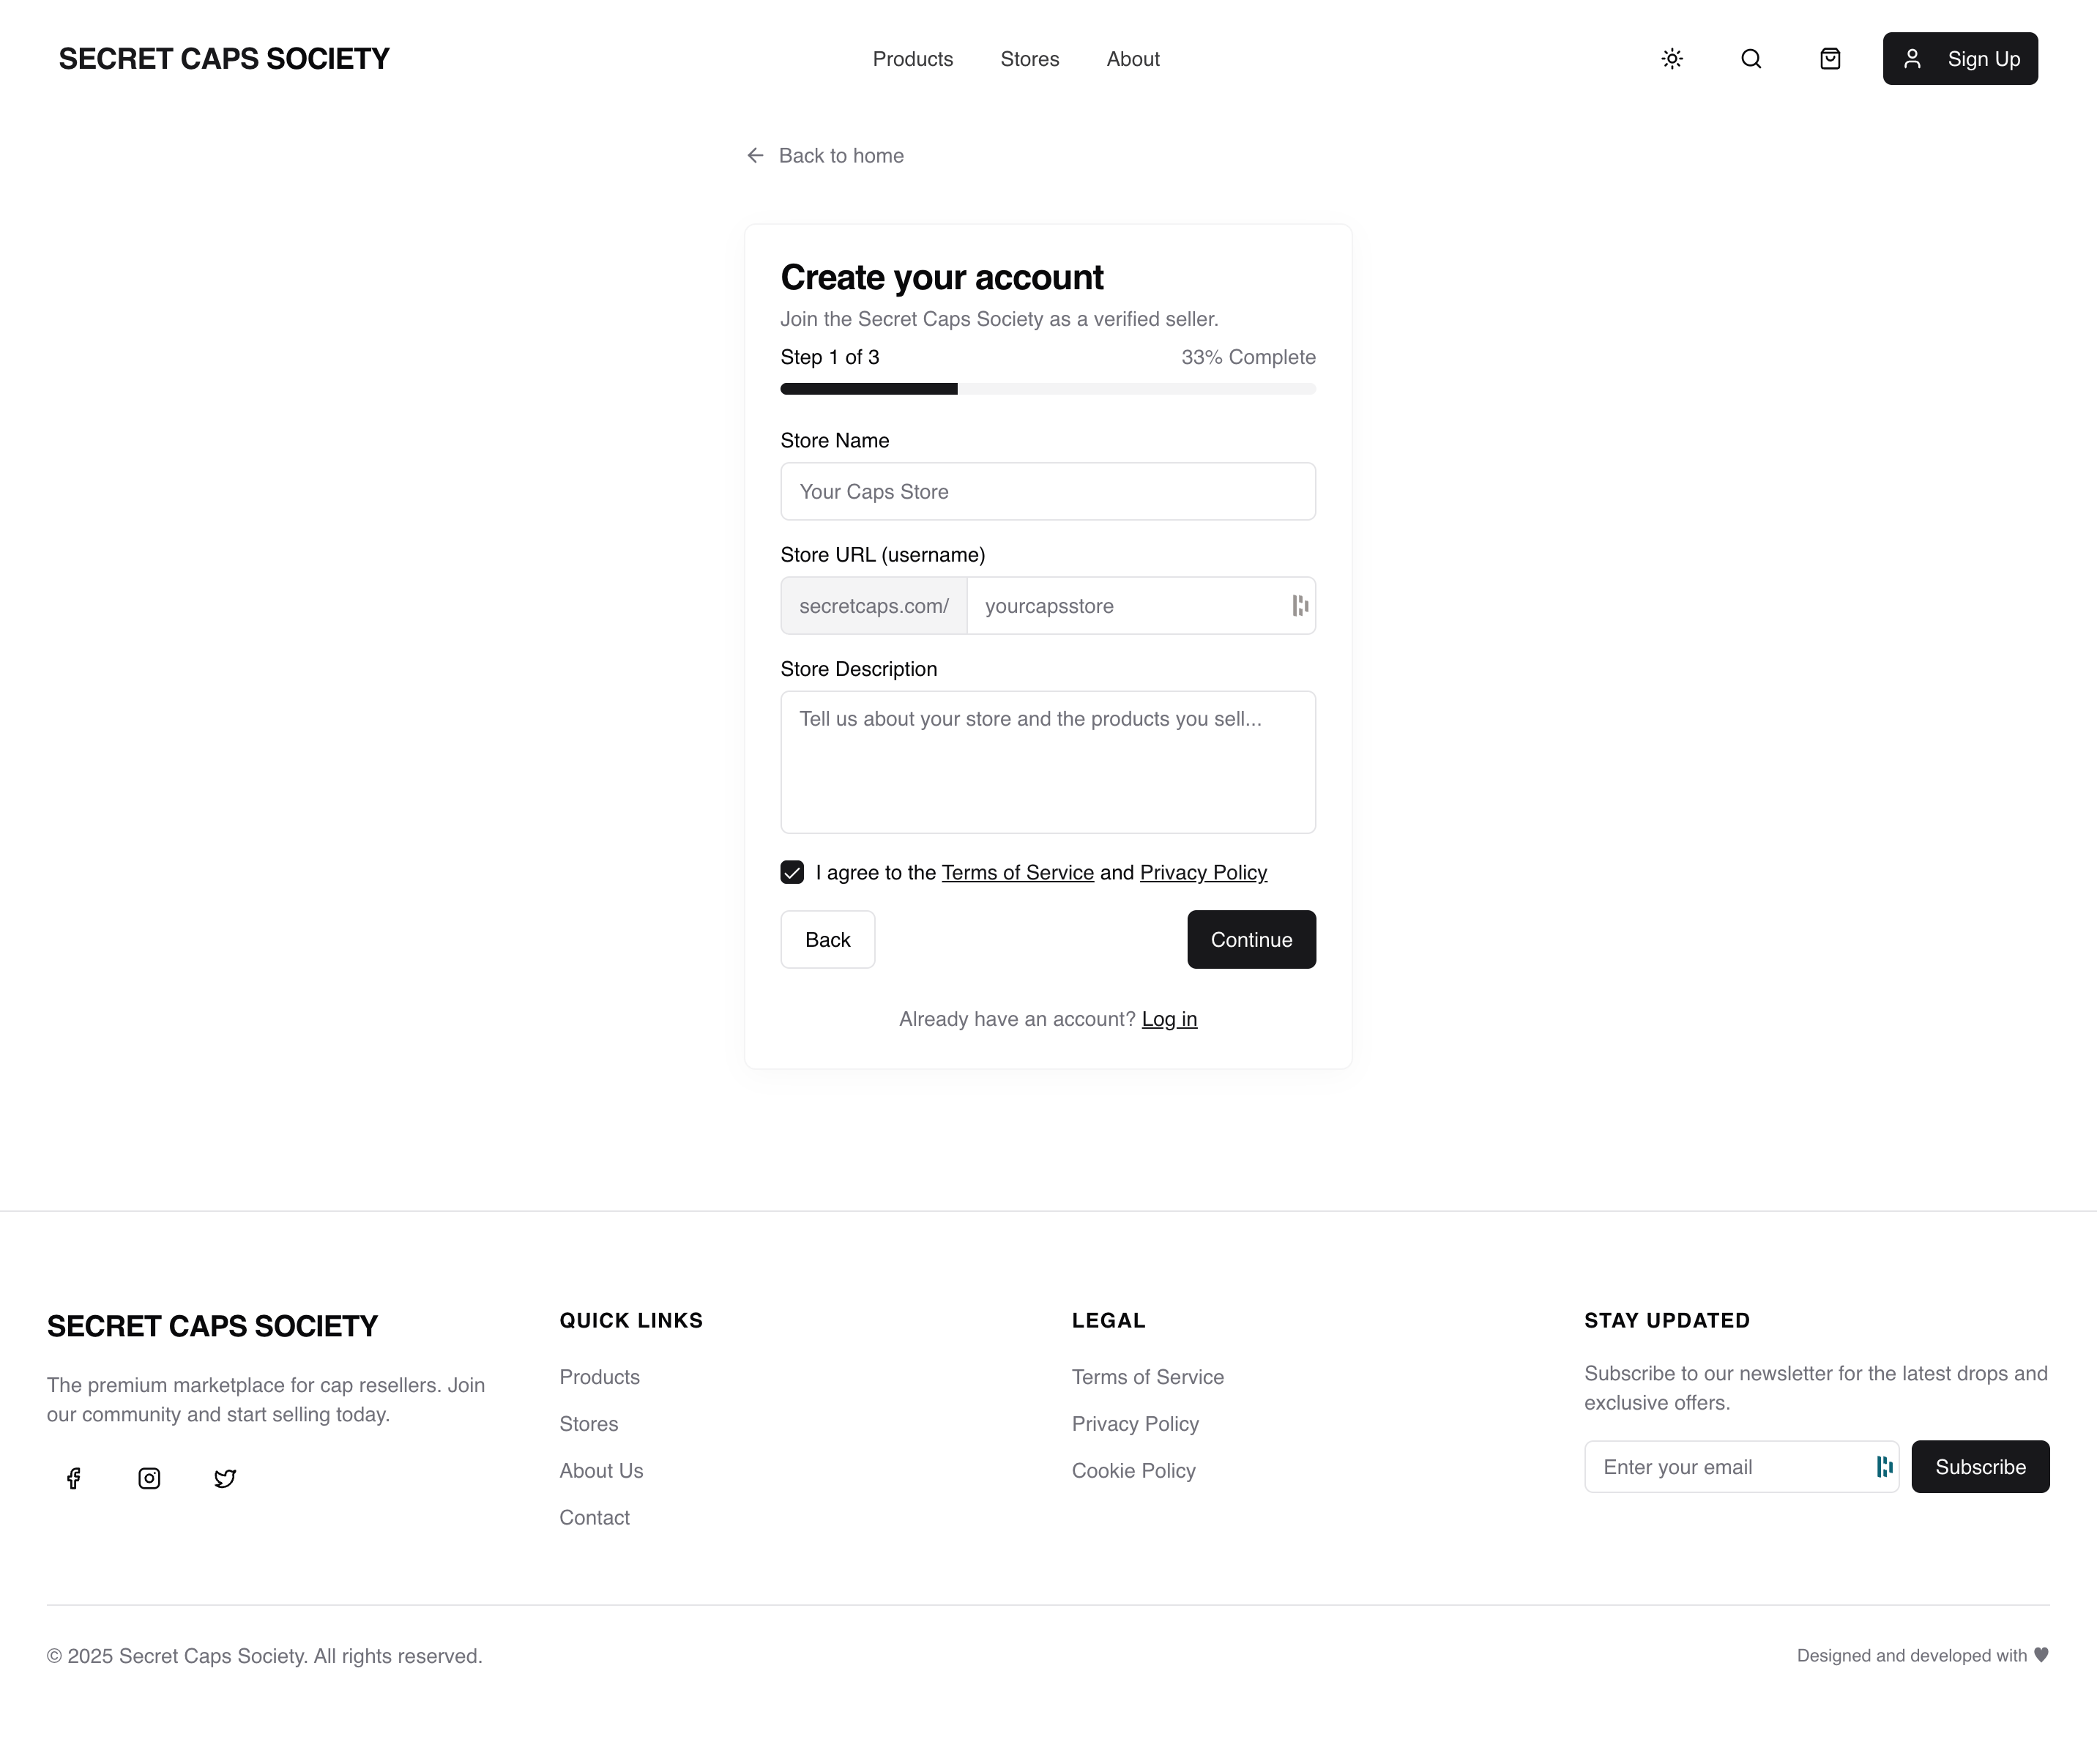 SECRET CAPS SOCIETY
Products
Stores
About
Sign Up
Back to home
Create your account
Join the Secret Caps Society as a verified seller.
Step 1 of 3
33% Complete
Store Name
Your Caps Store
Store URL (username)
secretcaps.com/
yourcapsstore
Store Description
Tell us about your store and the products you sell...
I agree to the Terms of Service and Privacy Policy
Back
Continue
Already have an account? Log in
SECRET CAPS SOCIETY
The premium marketplace for cap resellers. Join
our community and start selling today.
QUICK LINKS
Products
Stores
About Us
Contact
LEGAL
Terms of Service
Privacy Policy
Cookie Policy
STAY UPDATED
Subscribe to our newsletter for the latest drops and
exclusive offers.
Enter your email
Subscribe
© 2025 Secret Caps Society. All rights reserved.
Designed and developed with ♥